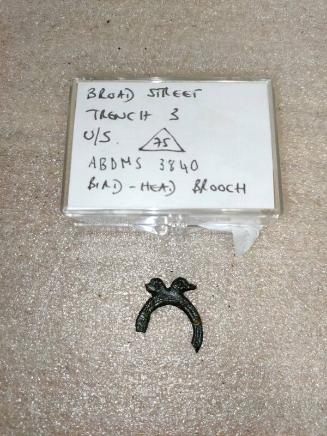 BROAD STREET
TRENCH 3
U/S. 75
ABDMS 3840
BIRD-HEAD BROOCH